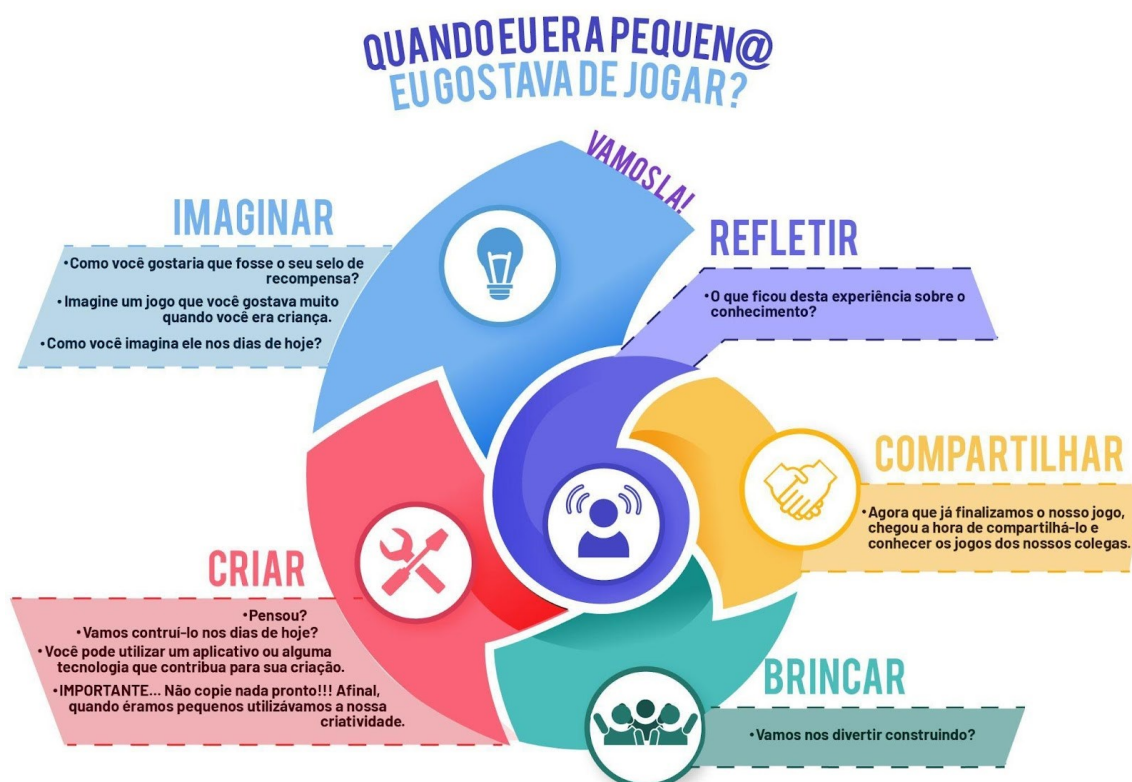 QUANDO EU ERA PEQUEN@
EU GOSTAVA DE JOGAR?
VAMOS LA!
IMAGINAR
•Como você gostaria que fosse o seu selo de
recompensa?
•Imagine um jogo que você gostava muito
quando você era criança.
•Como você imagina ele nos dias de hoje?
CRIAR
•Pensou?
•Vamos contruí-lo nos dias de hoje?
•Você pode utilizar um aplicativo ou alguma
tecnologia que contribua para sua criação.
•IMPORTANTE... Não copie nada pronto!!! Afinal,
quando éramos pequenos utilizávamos a nossa
criatividade.
BRINCAR
•Vamos nos divertir construindo?
COMPARTILHAR
•Agora que já finalizamos o nosso jogo,
chegou a hora de compartilhá-lo e
conhecer os jogos dos nossos colegas.
REFLETIR
•O que ficou desta experiência sobre o
conhecimento?